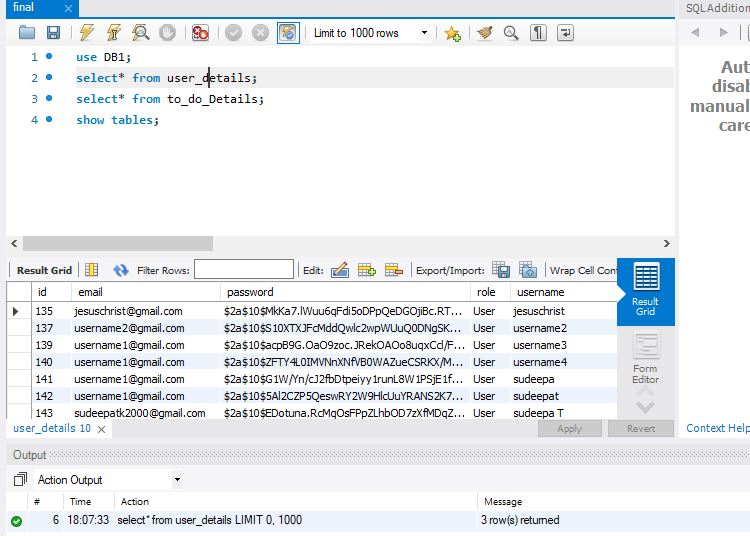 final ×
SQLAddition
Limit to 1000 rows
1 use DB1;
2 select* from user_details;
3 select* from to_do_Details;
4 show tables;
Aut
disab
manual
care
Result Grid Filter Rows: Edit: Export/Import: Wrap Cell Cont
id email password role username
135 jesuschrist@gmail.com $2a$10$MkKa7.lWuu6qFdi5oDPpQeDGOjiBc.RT... User jesuschrist
137 username2@gmail.com $2a$10$S10XTXJFcMddQwlc2wpWUuQ0DNgSK... User username2
139 username1@gmail.com $2a$10$acpB9G.OaO9zoc.JRekOAOo8uqxCd/F... User username3
140 username1@gmail.com $2a$10$ZFTY4L0IMVNnXNfVB0WAZueCSRKX/M... User username4
141 username1@gmail.com $2a$10$G1W/Yn/cJ2fbDtpeiyy1runL8W1PSjE1f... User sudeepa
142 username1@gmail.com $2a$10$5Al2CZP5QeswRY2W9HlcUuYRANS2K7... User sudeepat
143 sudeepatk2000@gmail.com $2a$10$EDotuna.RcMqOsFPpZLhbOD7zXfMDqZ... User sudeepa T
Result
Grid
Form
Editor
user_details 10 × Apply Revert
Context Help
Output
Action Output
# Time Action Message
6 18:07:33 select* from user_details LIMIT 0, 1000 3 row(s) returned